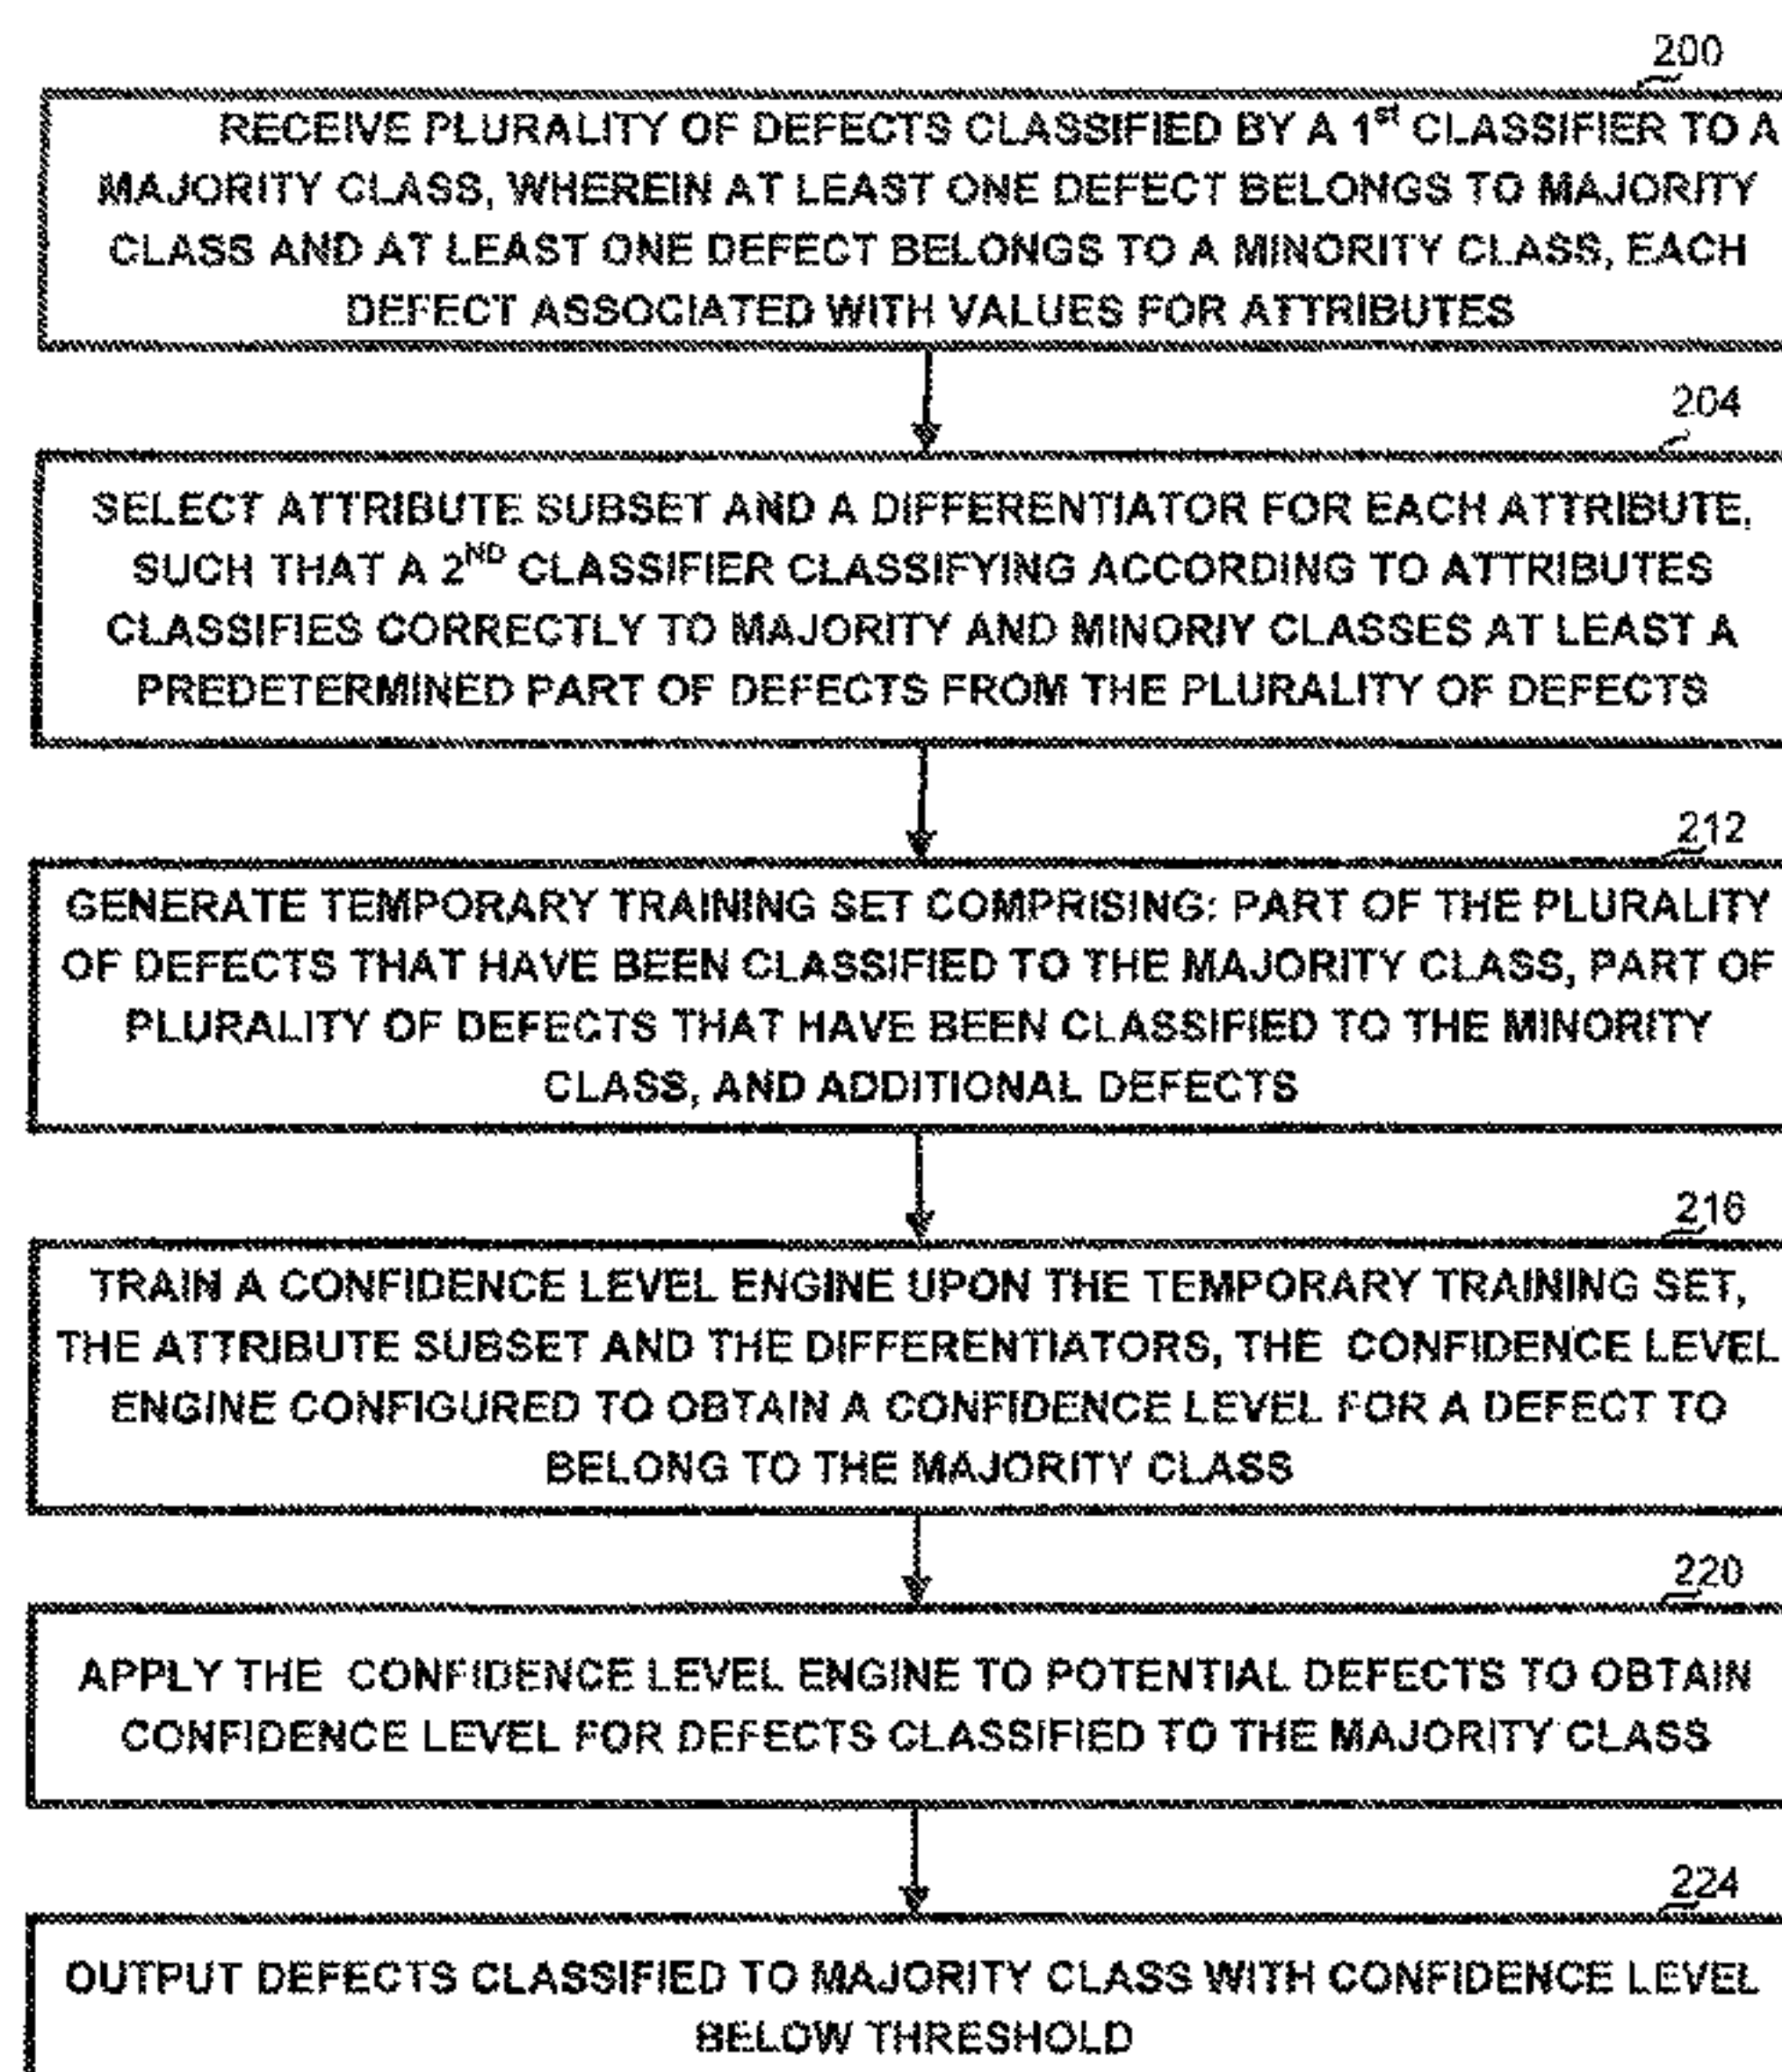 200
RECEIVE PLURALITY OF DEFECTS CLASSIFIED BY A 1st CLASSIFIER TO A
MAJORITY CLASS, WHEREIN AT LEAST ONE DEFECT BELONGS TO MAJORITY
CLASS AND AT LEAST ONE DEFECT BELONGS TO A MINORITY CLASS, EACH
DEFECT ASSOCIATED WITH VALUES FOR ATTRIBUTES
204
SELECT ATTRIBUTE SUBSET AND A DIFFERENTIATOR FOR EACH ATTRIBUTE,
SUCH THAT A 2ND CLASSIFIER CLASSIFYING ACCORDING TO ATTRIBUTES
CLASSIFIES CORRECTLY TO MAJORITY AND MINORIY CLASSES AT LEAST A
PREDETERMINED PART OF DEFECTS FROM THE PLURALITY OF DEFECTS
212
GENERATE TEMPORARY TRAINING SET COMPRISING: PART OF THE PLURALITY
OF DEFECTS THAT HAVE BEEN CLASSIFIED TO THE MAJORITY CLASS, PART OF
PLURALITY OF DEFECTS THAT HAVE BEEN CLASSIFIED TO THE MINORITY
CLASS, AND ADDITIONAL DEFECTS
216
TRAIN A CONFIDENCE LEVEL ENGINE UPON THE TEMPORARY TRAINING SET,
THE ATTRIBUTE SUBSET AND THE DIFFERENTIATORS, THE CONFIDENCE LEVEL
ENGINE CONFIGURED TO OBTAIN A CONFIDENCE LEVEL FOR A DEFECT TO
BELONG TO THE MAJORITY CLASS
220
APPLY THE CONFIDENCE LEVEL ENGINE TO POTENTIAL DEFECTS TO OBTAIN
CONFIDENCE LEVEL FOR DEFECTS CLASSIFIED TO THE MAJORITY CLASS
224
OUTPUT DEFECTS CLASSIFIED TO MAJORITY CLASS WITH CONFIDENCE LEVEL
BELOW THRESHOLD